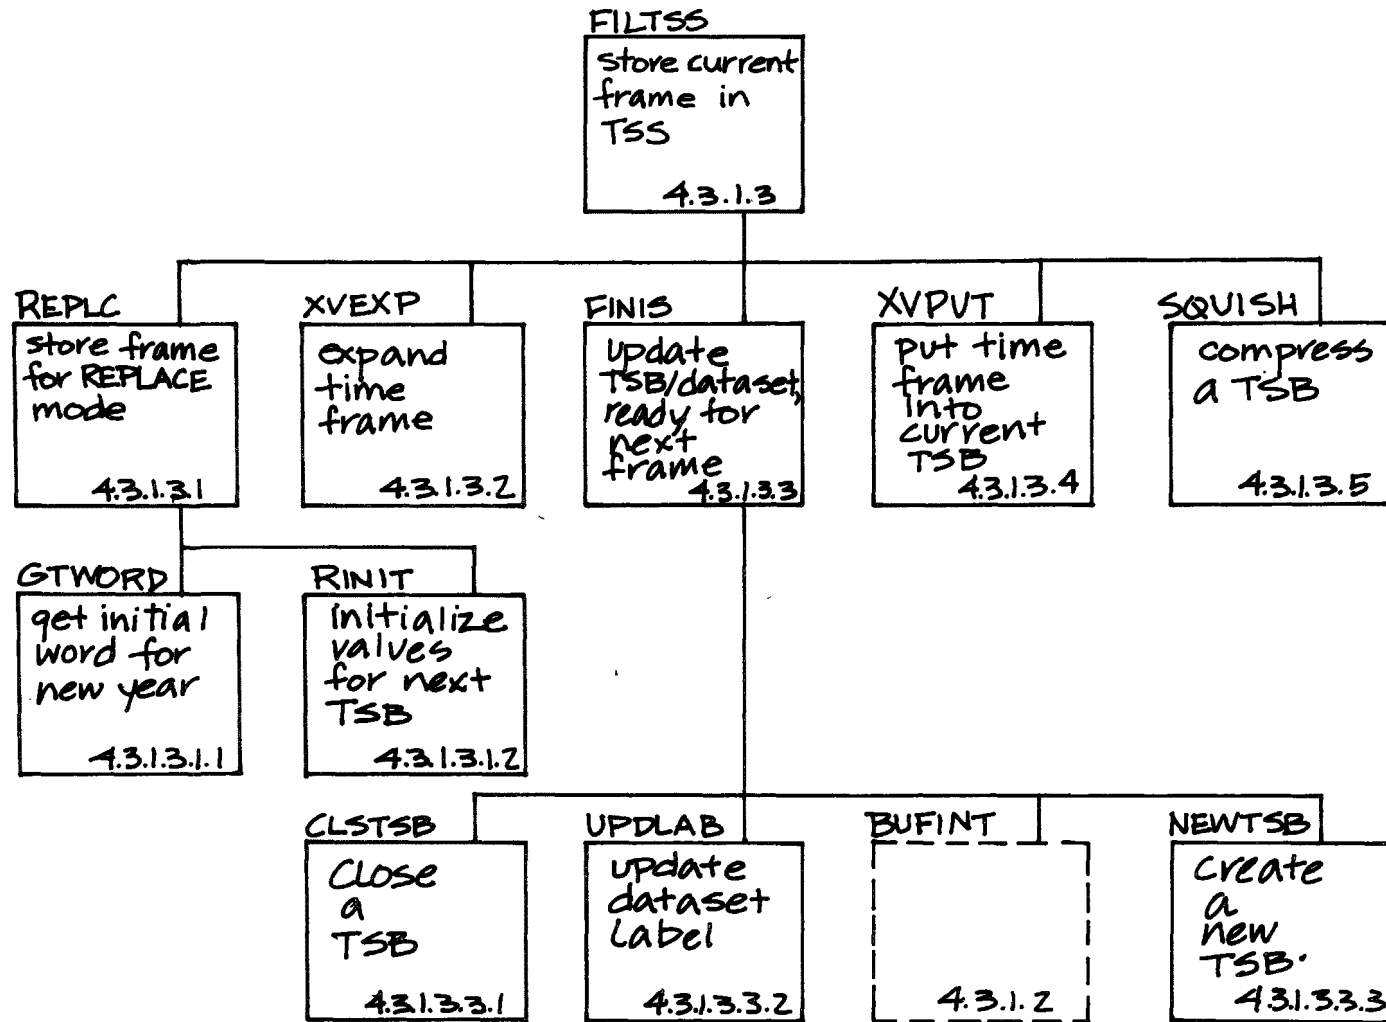 FILTSS
store current
frame in
TSS
4.3.1.3
REPLC
store frame
for REPLACE
mode
4.3.1.3.1
XVEXP
expand
time
frame
4.3.1.3.2
FINIS
update
TSB/dataset,
ready for
next
frame
4.3.1.3.3
XVPUT
put time
frame
into
current
TSB
4.3.1.3.4
SQUISH
compress
a TSB
4.3.1.3.5
GTWORD
get initial
word for
new year
4.3.1.3.1.1
RINIT
initialize
values
for next
TSB
4.3.1.3.1.2
CLSTSB
Close
a
TSB
4.3.1.3.3.1
UPDLAB
update
dataset
label
4.3.1.3.3.2
BUFINT
4.3.1.2
NEWTSB
create
a
new
TSB.
4.3.1.3.3.3